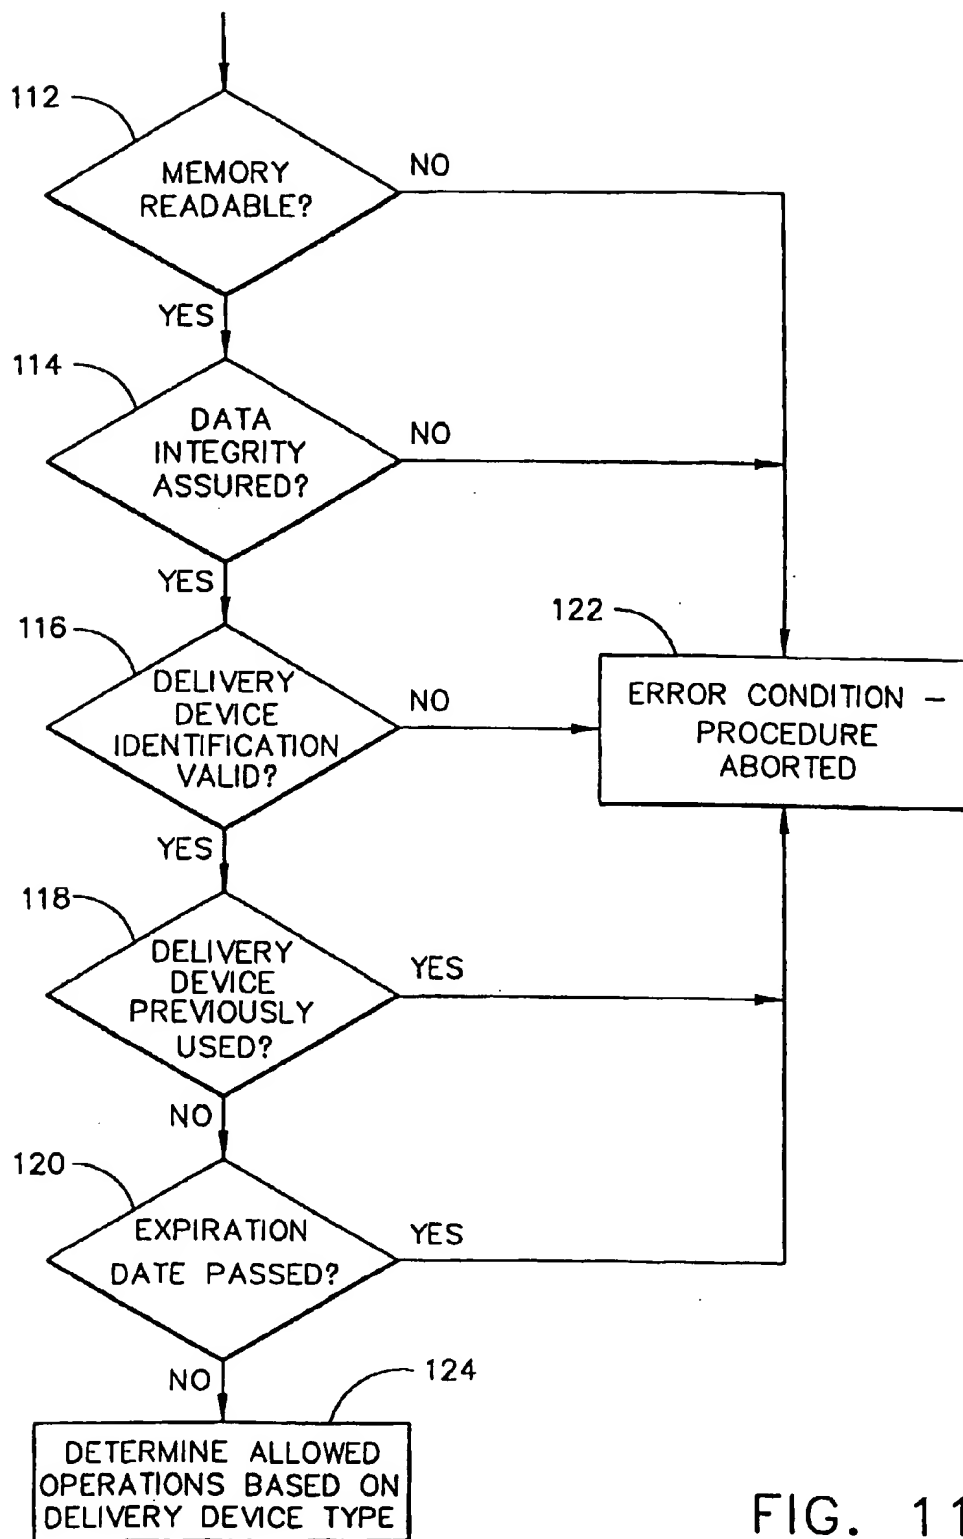 112
MEMORY
READABLE?
NO
YES
114
DATA
INTEGRITY
ASSURED?
NO
YES
116
DELIVERY
DEVICE
IDENTIFICATION
VALID?
NO
122
ERROR CONDITION –
PROCEDURE
ABORTED
YES
118
DELIVERY
DEVICE
PREVIOUSLY
USED?
YES
NO
120
EXPIRATION
DATE PASSED?
YES
NO
124
DETERMINE ALLOWED
OPERATIONS BASED ON
DELIVERY DEVICE TYPE
FIG. 11